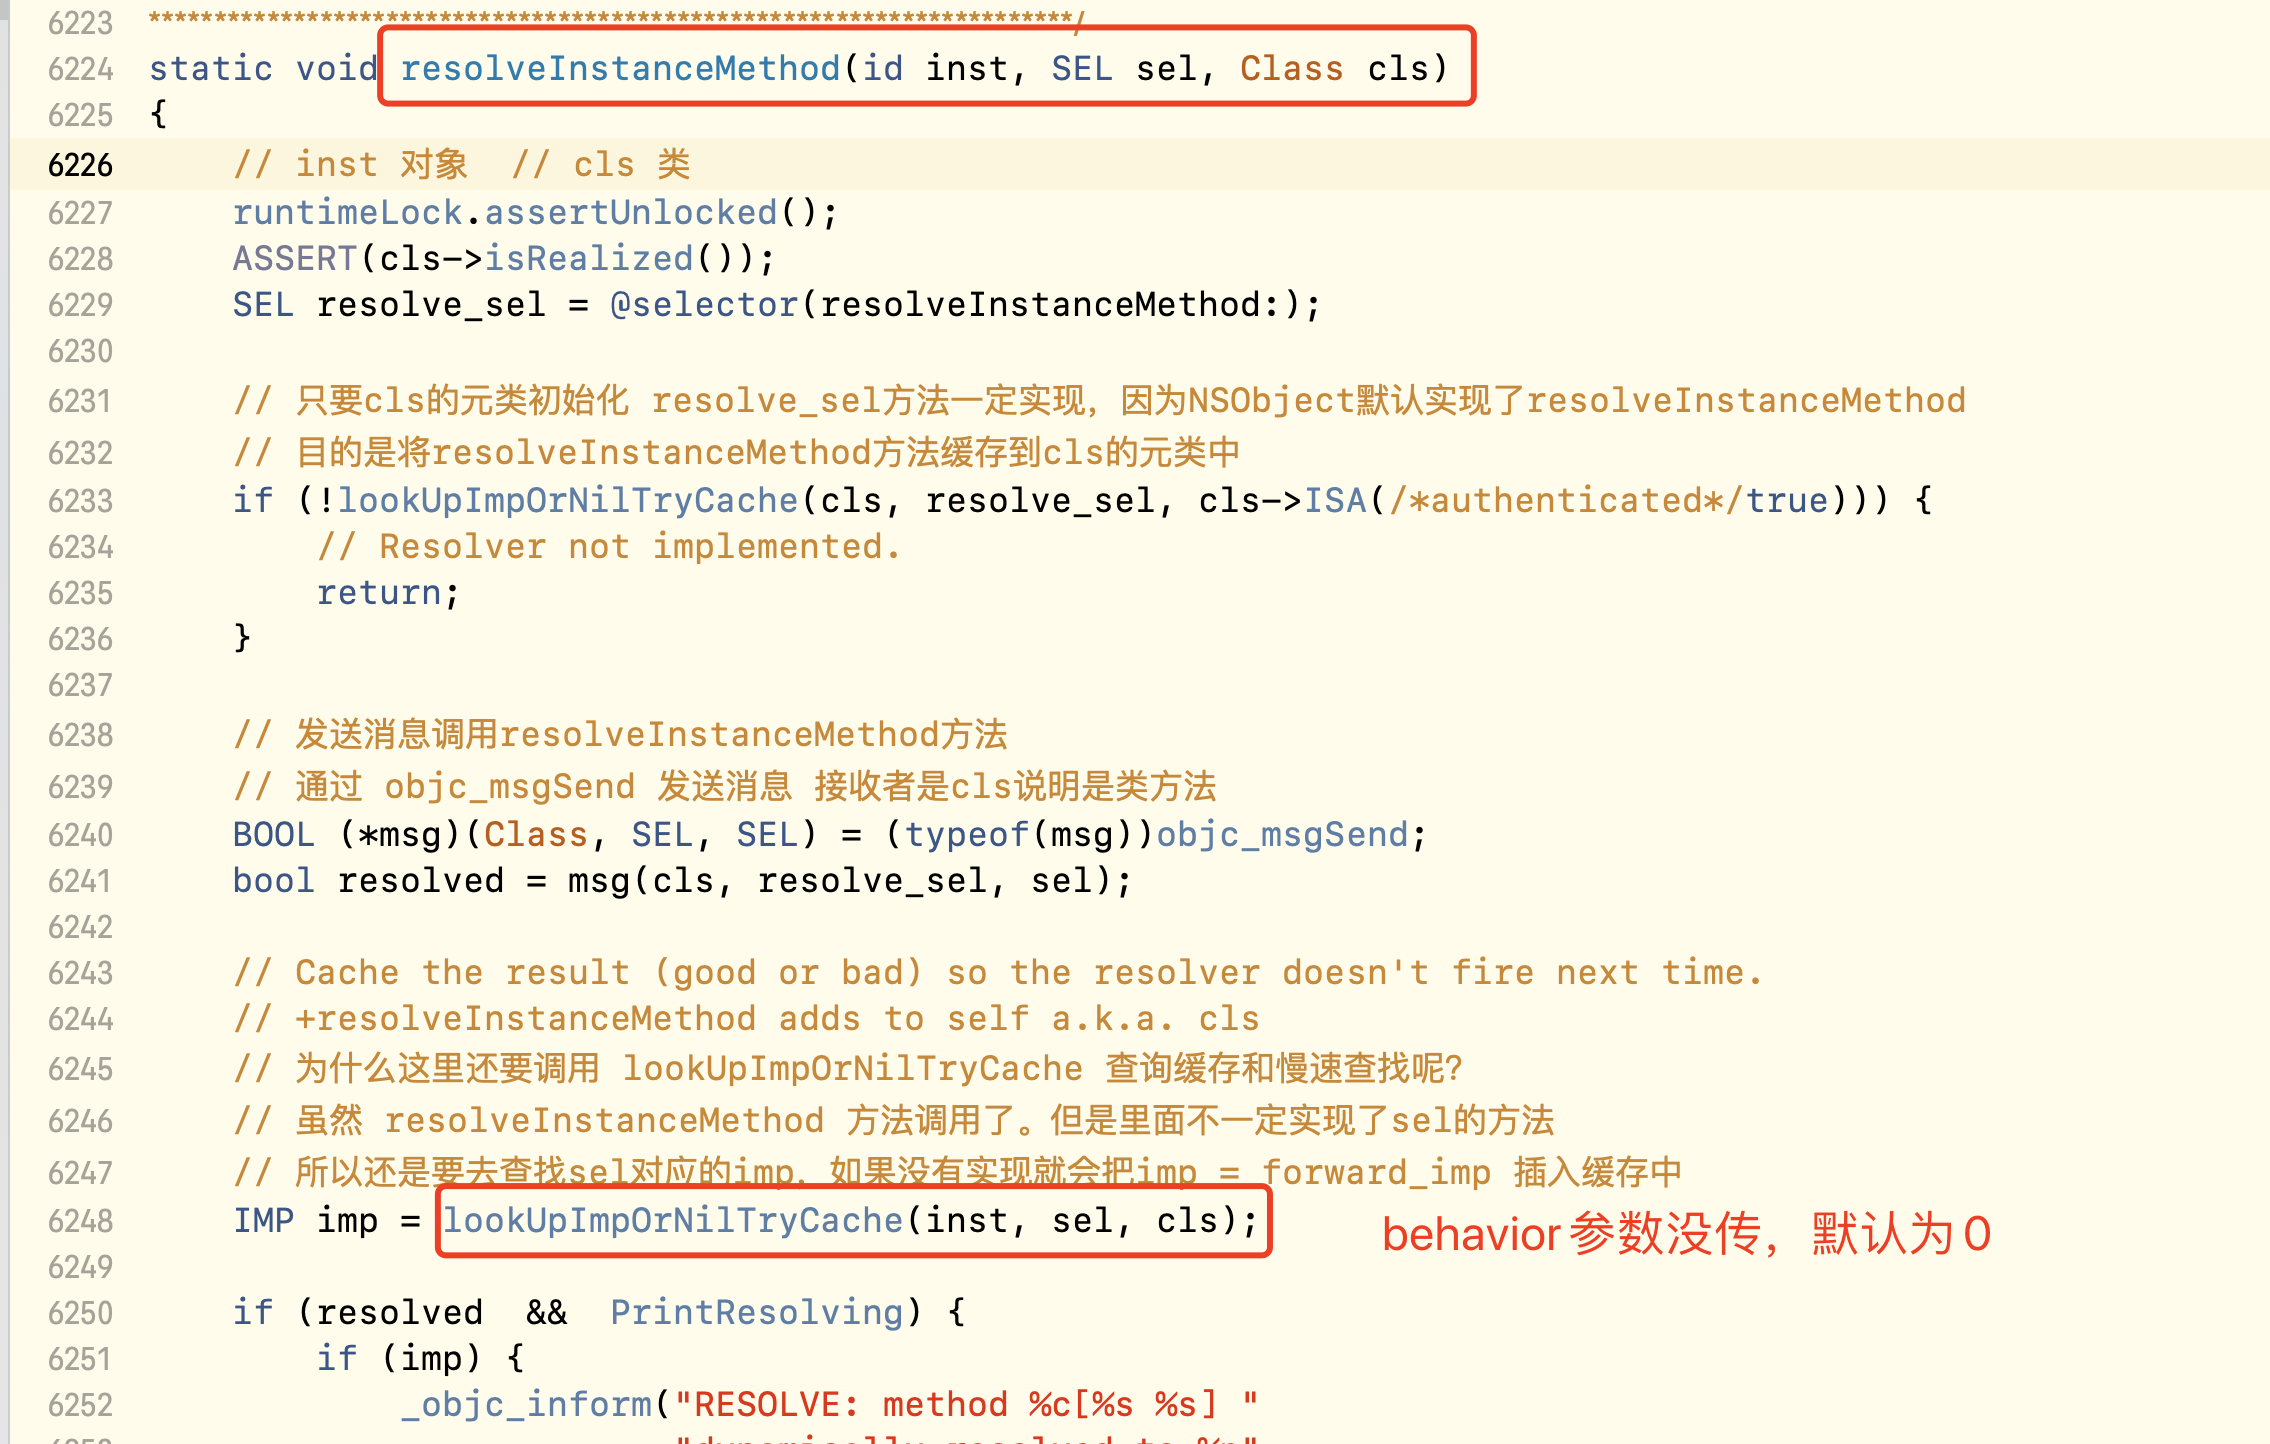 6223 ***********************************************************************/
6224 static void resolveInstanceMethod(id inst, SEL sel, Class cls)
6225 {
6226 // inst 对象 // cls 类
6227 runtimeLock.assertUnlocked();
6228 ASSERT(cls->isRealized());
6229 SEL resolve_sel = @selector(resolveInstanceMethod:);
6230
6231 // 只要cls的元类初始化 resolve_sel方法一定实现，因为NSObject默认实现了resolveInstanceMethod
6232 // 目的是将resolveInstanceMethod方法缓存到cls的元类中
6233 if (!lookUpImpOrNilTryCache(cls, resolve_sel, cls->ISA(/*authenticated*/true))) {
6234 // Resolver not implemented.
6235 return;
6236 }
6237
6238 // 发送消息调用resolveInstanceMethod方法
6239 // 通过 objc_msgSend 发送消息 接收者是cls说明是类方法
6240 BOOL (*msg)(Class, SEL, SEL) = (typeof(msg))objc_msgSend;
6241 bool resolved = msg(cls, resolve_sel, sel);
6242
6243 // Cache the result (good or bad) so the resolver doesn't fire next time.
6244 // +resolveInstanceMethod adds to self a.k.a. cls
6245 // 为什么这里还要调用 lookUpImpOrNilTryCache 查询缓存和慢速查找呢？
6246 // 虽然 resolveInstanceMethod 方法调用了。但是里面不一定实现了sel的方法
6247 // 所以还是要去查找sel对应的imp，如果没有实现就会把imp = forward_imp 插入缓存中
6248 IMP imp = lookUpImpOrNilTryCache(inst, sel, cls); behavior参数没传，默认为0
6249
6250 if (resolved && PrintResolving) {
6251 if (imp) {
6252 _objc_inform("RESOLVE: method %c[%s %s] "